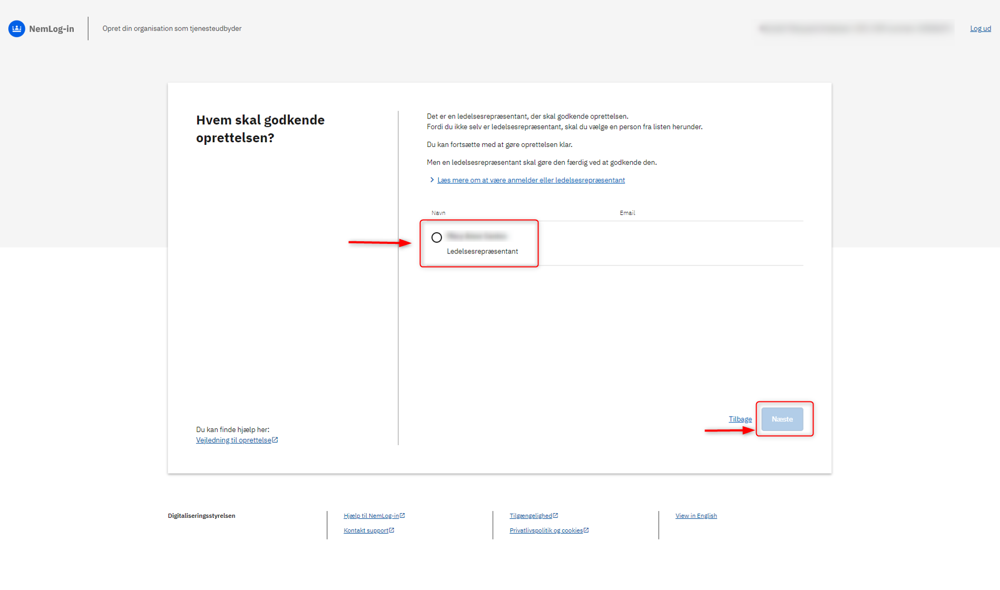 NemLog-in
Opret din organisation som tjenesteudbyder
Log ud
Hvem skal godkende
oprettelsen?
Det er en ledelsesrepræsentant, der skal godkende oprettelsen.
Fordi du ikke selv er ledelsesrepræsentant, skal du vælge en person fra listen herunder.
Du kan fortsætte med at gøre oprettelsen klar.
Men en ledelsesrepræsentant skal gøre den færdig ved at godkende den.
Læs mere om at være anmelder eller ledelsesrepræsentant
Navn
Email
Ledelsesrepræsentant
Tilbage
Næste
Du kan finde hjælp her:
Vejledning til oprettelse
Digitaliseringsstyrelsen
Hjælp til NemLog-in
Kontakt support
Tilgængelighed
Privatlivspolitik og cookies
View in English